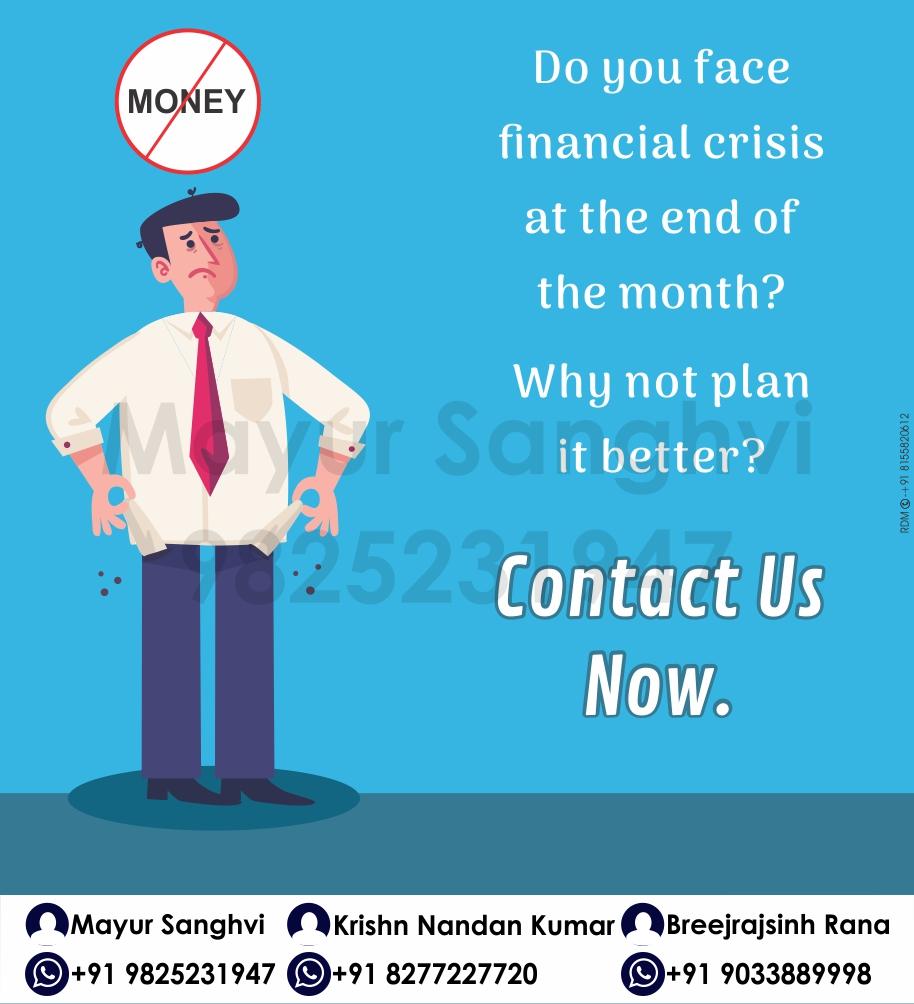 MONEY
Do you face
financial crisis
at the end of
the month?
Why not plan
it better?
Mayur Sanghvi
9825231947
Contact Us
Now.
RDM ©-+91 8155820612
Mayur Sanghvi
+91 9825231947
Krishn Nandan Kumar
+91 8277227720
Breejrajsinh Rana
+91 9033889998